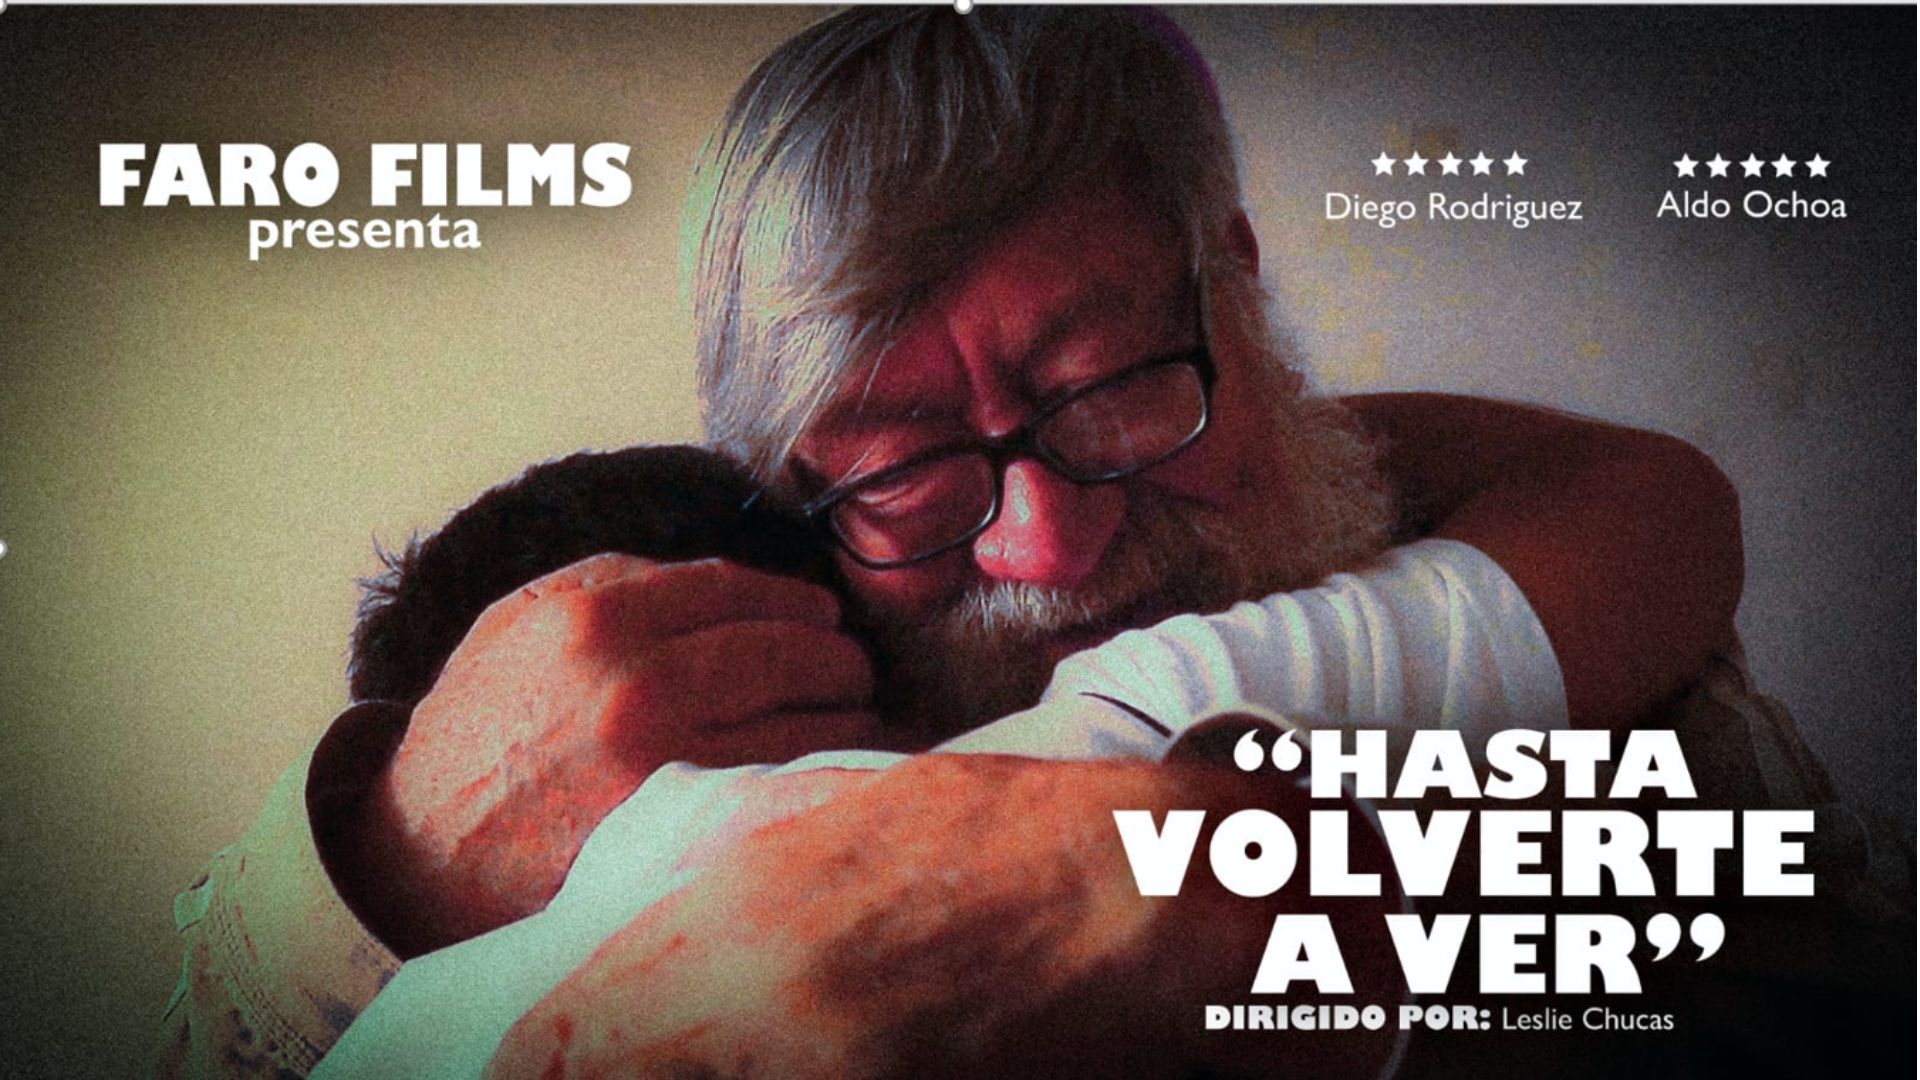 FARO FILMS
presenta
★★★★★
Diego Rodriguez
★★★★★
Aldo Ochoa
“HASTA
VOLVERTE
A VER”
DIRIGIDO POR: Leslie Chucas